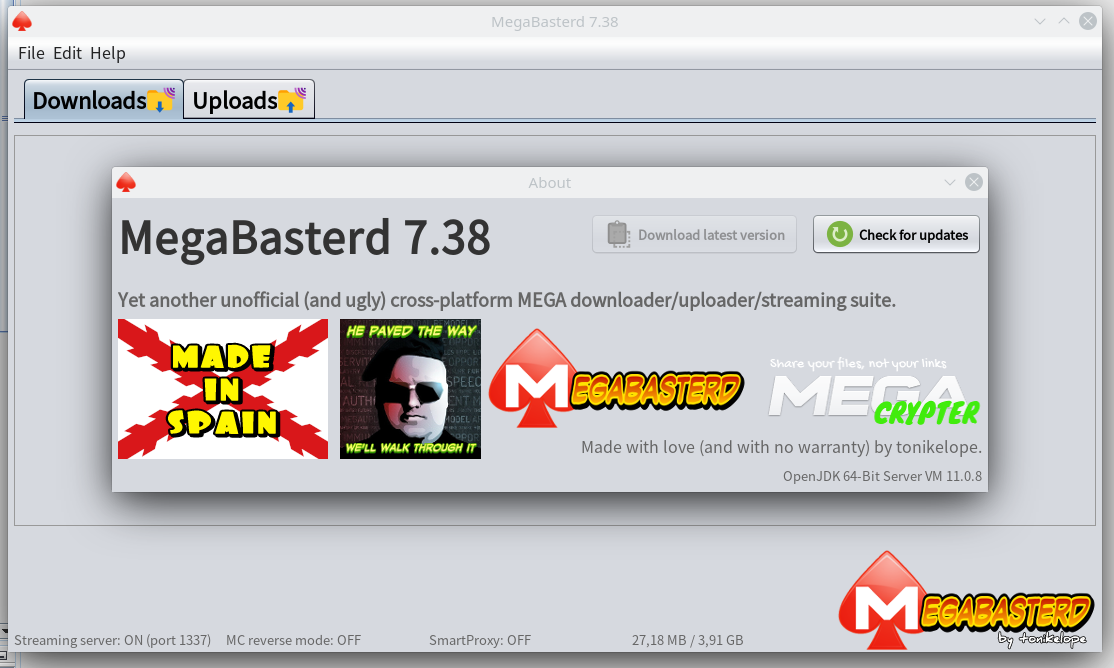 MegaBasterd 7.38
File Edit Help
Downloads Uploads
About
MegaBasterd 7.38
Download latest version
Check for updates
Yet another unofficial (and ugly) cross-platform MEGA downloader/uploader/streaming suite.
MADE
IN
SPAIN
HE PAVED THE WAY
WE'LL WALK THROUGH IT
MEGABASTERD
Share your files, not your links
MEGA
CRYPTER
Made with love (and with no warranty) by tonikelope.
OpenJDK 64-Bit Server VM 11.0.8
MEGABASTERD
by tonikelope
Streaming server: ON (port 1337) MC reverse mode: OFF SmartProxy: OFF 27,18 MB / 3,91 GB